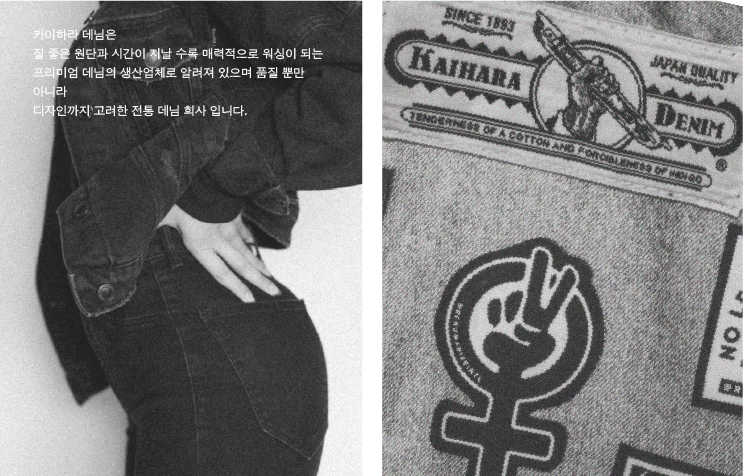 카이하라 데님은
질 좋은 원단과 시간이 지날 수록 매력적으로 워싱이 되는
프리미엄 데님의 생산업체로 알려져 있으며 품질 뿐만
아니라
디자인까지 고려한 전통 데님 회사 입니다.
SINCE 1893
JAPAN QUALITY
KAIHARA
DENIM
®
TENDERNESS OF A COTTON AND FORCIBLENESS OF INDIGO
NO